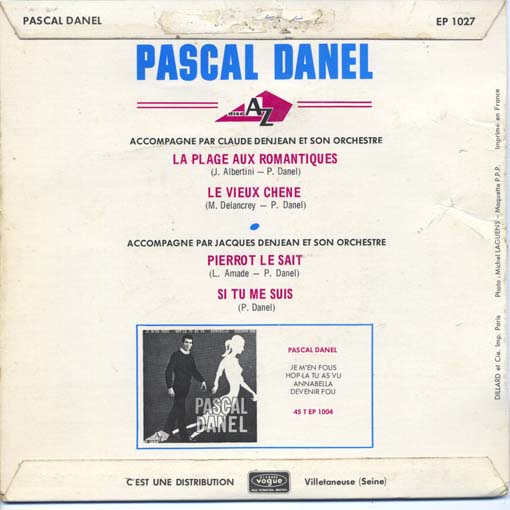 PASCAL DANEL
EP 1027
PASCAL DANEL
disc AZ
ACCOMPAGNE PAR CLAUDE DENJEAN ET SON ORCHESTRE
LA PLAGE AUX ROMANTIQUES
(J. Albertini — P. Danel)
LE VIEUX CHENE
(M. Delancrey — P. Danel)
ACCOMPAGNE PAR JACQUES DENJEAN ET SON ORCHESTRE
PIERROT LE SAIT
(L. Amade — P. Danel)
SI TU ME SUIS
(P. Danel)
PASCAL
DANEL
PASCAL DANEL
JE M'EN FOUS
HOP-LA TU AS VU
ANNABELLA
DEVENIR FOU
45 T EP 1004
DILLARD et Cie. Imp. Paris Photo : Michel LAGUENS — Maquette P.P.P. Imprimé en France
C'EST UNE DISTRIBUTION
vogue
Villetaneuse (Seine)